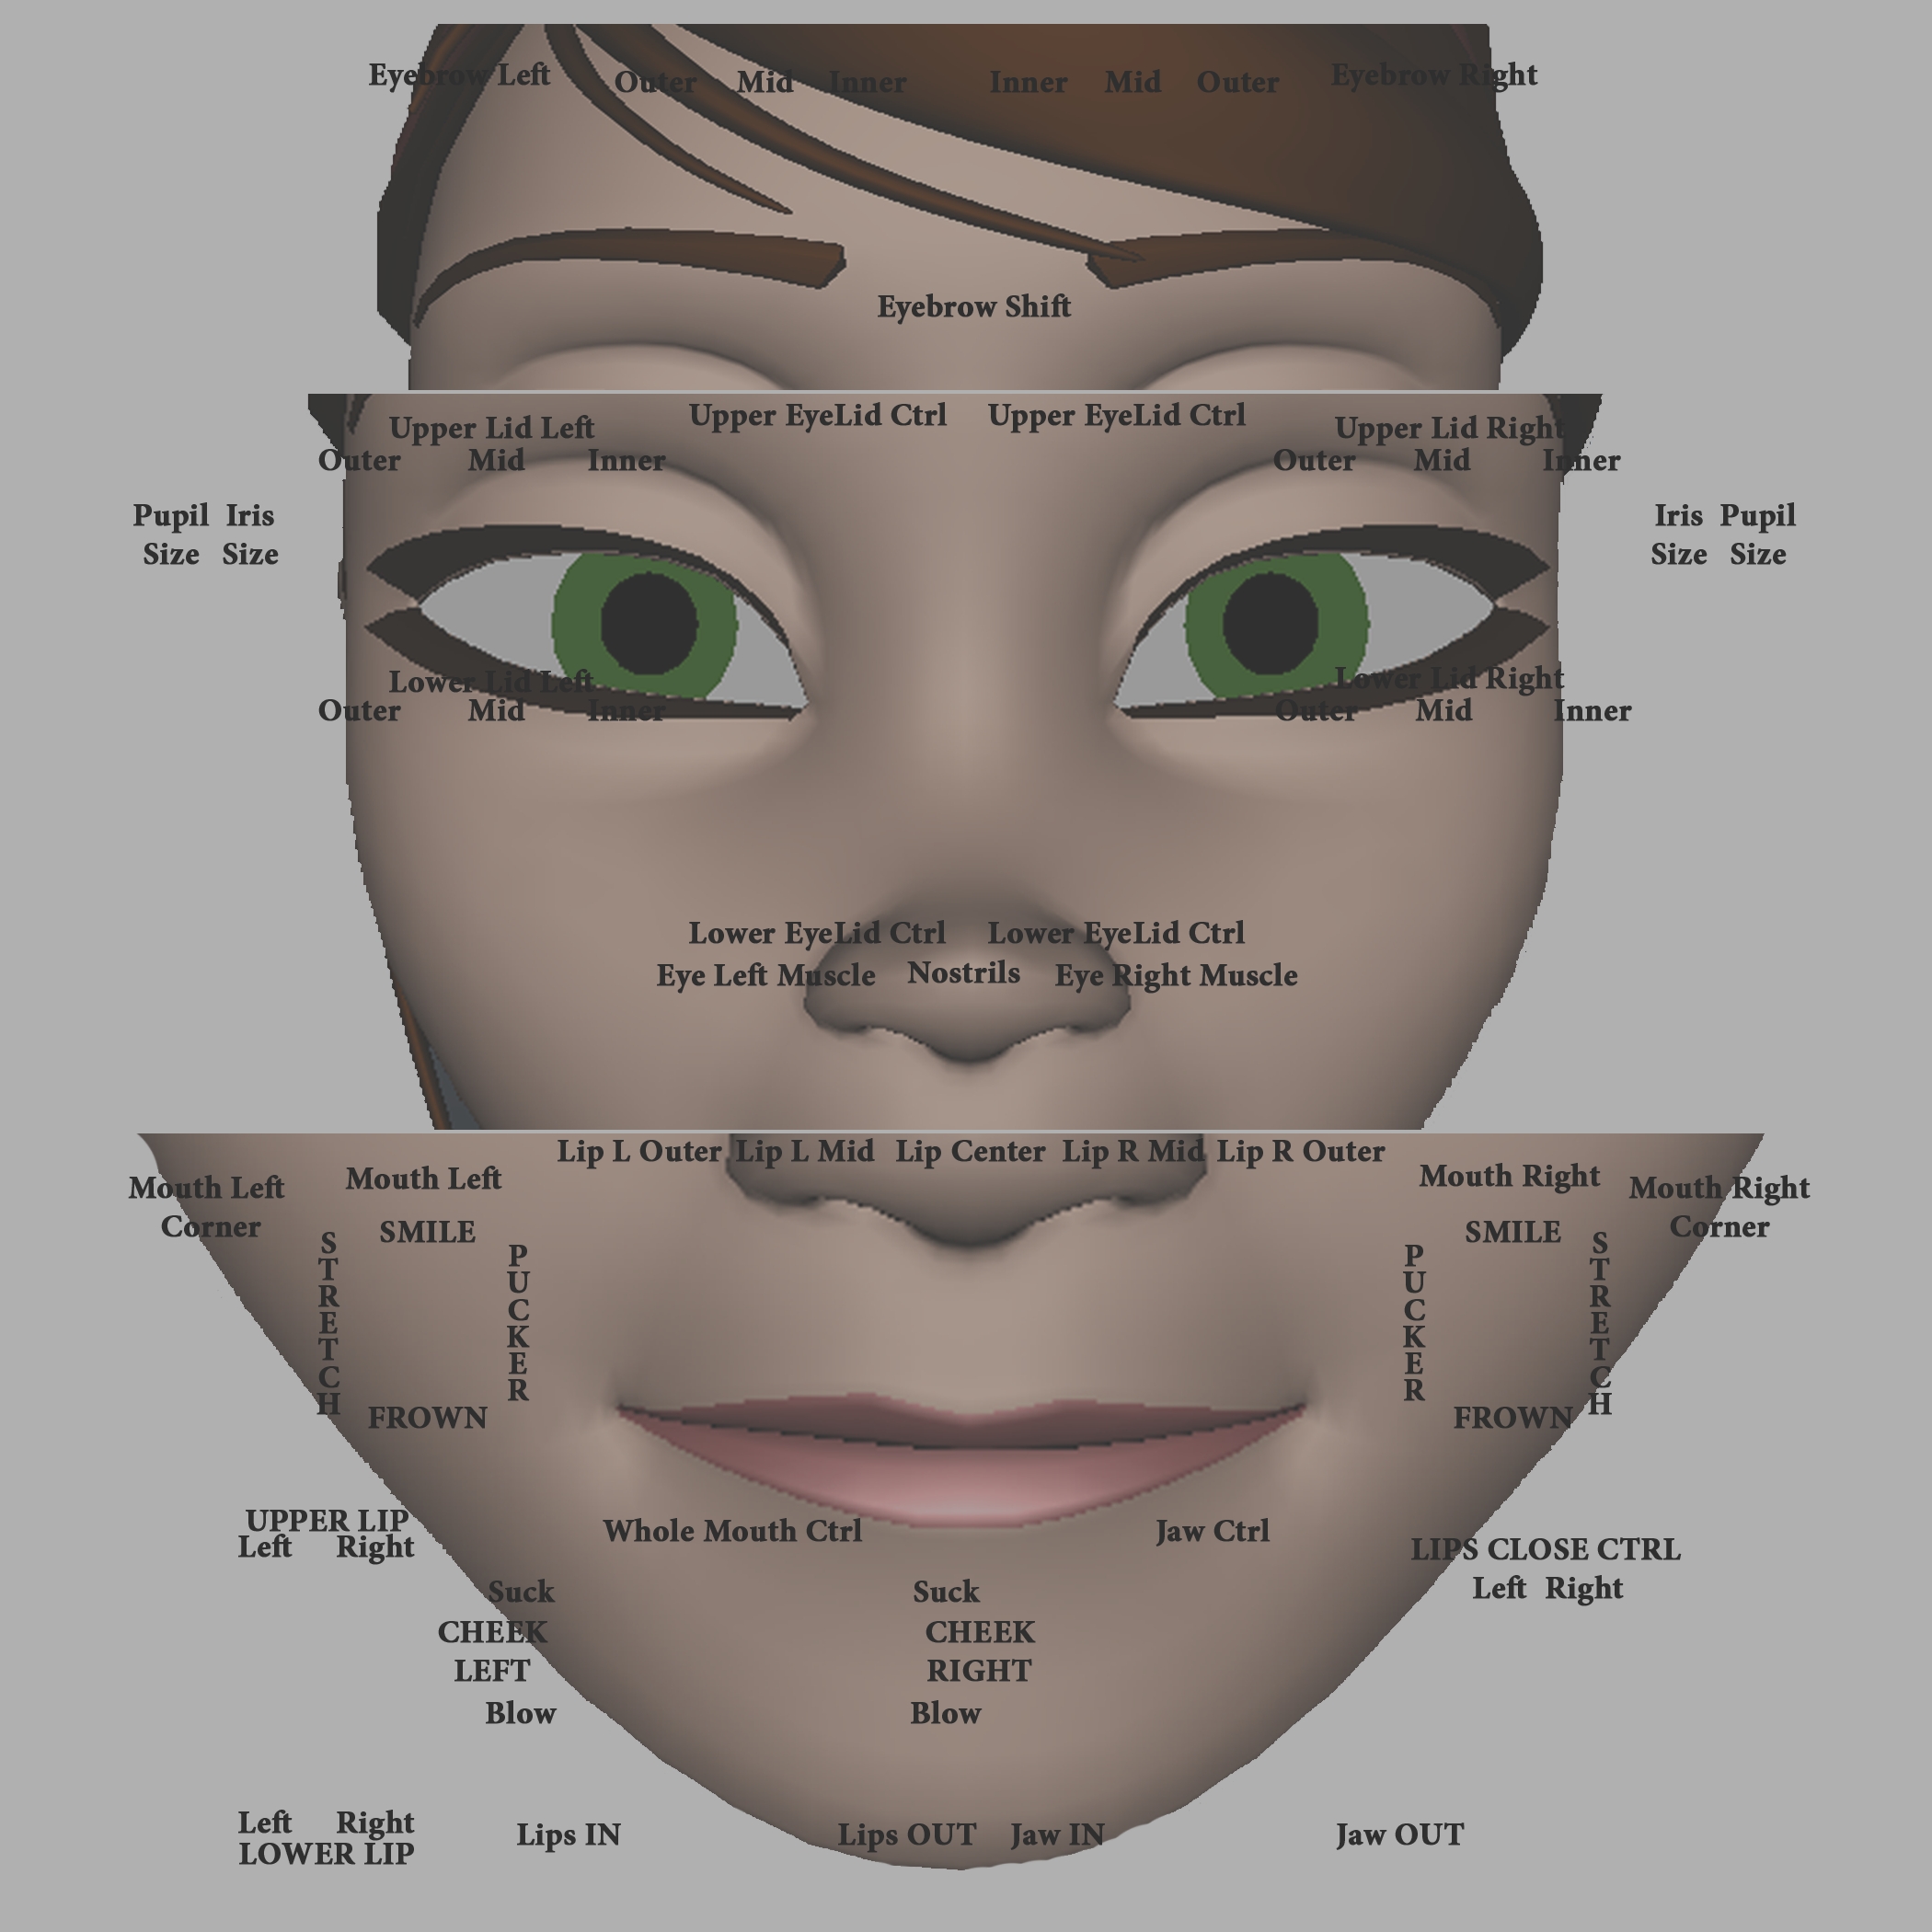 Eyebrow Left Outer Mid Inner Inner Mid Outer Eyebrow Right
Eyebrow Shift
Upper Lid Left Upper EyeLid Ctrl Upper EyeLid Ctrl Upper Lid Right
Outer Mid Inner Outer Mid Inner
Pupil Iris Iris Pupil
Size Size Size Size
Lower Lid Left Lower Lid Right
Outer Mid Inner Outer Mid Inner
Lower EyeLid Ctrl Lower EyeLid Ctrl
Eye Left Muscle Nostrils Eye Right Muscle
Lip L Outer Lip L Mid Lip Center Lip R Mid Lip R Outer
Mouth Left Corner
Mouth Left
Mouth Right
Mouth Right Corner
SMILE
STRETCH
PUCKER
FROWN
SMILE
PUCKER
STRETCH
FROWN
UPPER LIP
Left Right
Whole Mouth Ctrl Jaw Ctrl
LIPS CLOSE CTRL
Left Right
Suck
CHEEK
LEFT
Blow
Suck
CHEEK
RIGHT
Blow
Left Right
LOWER LIP
Lips IN Lips OUT Jaw IN Jaw OUT